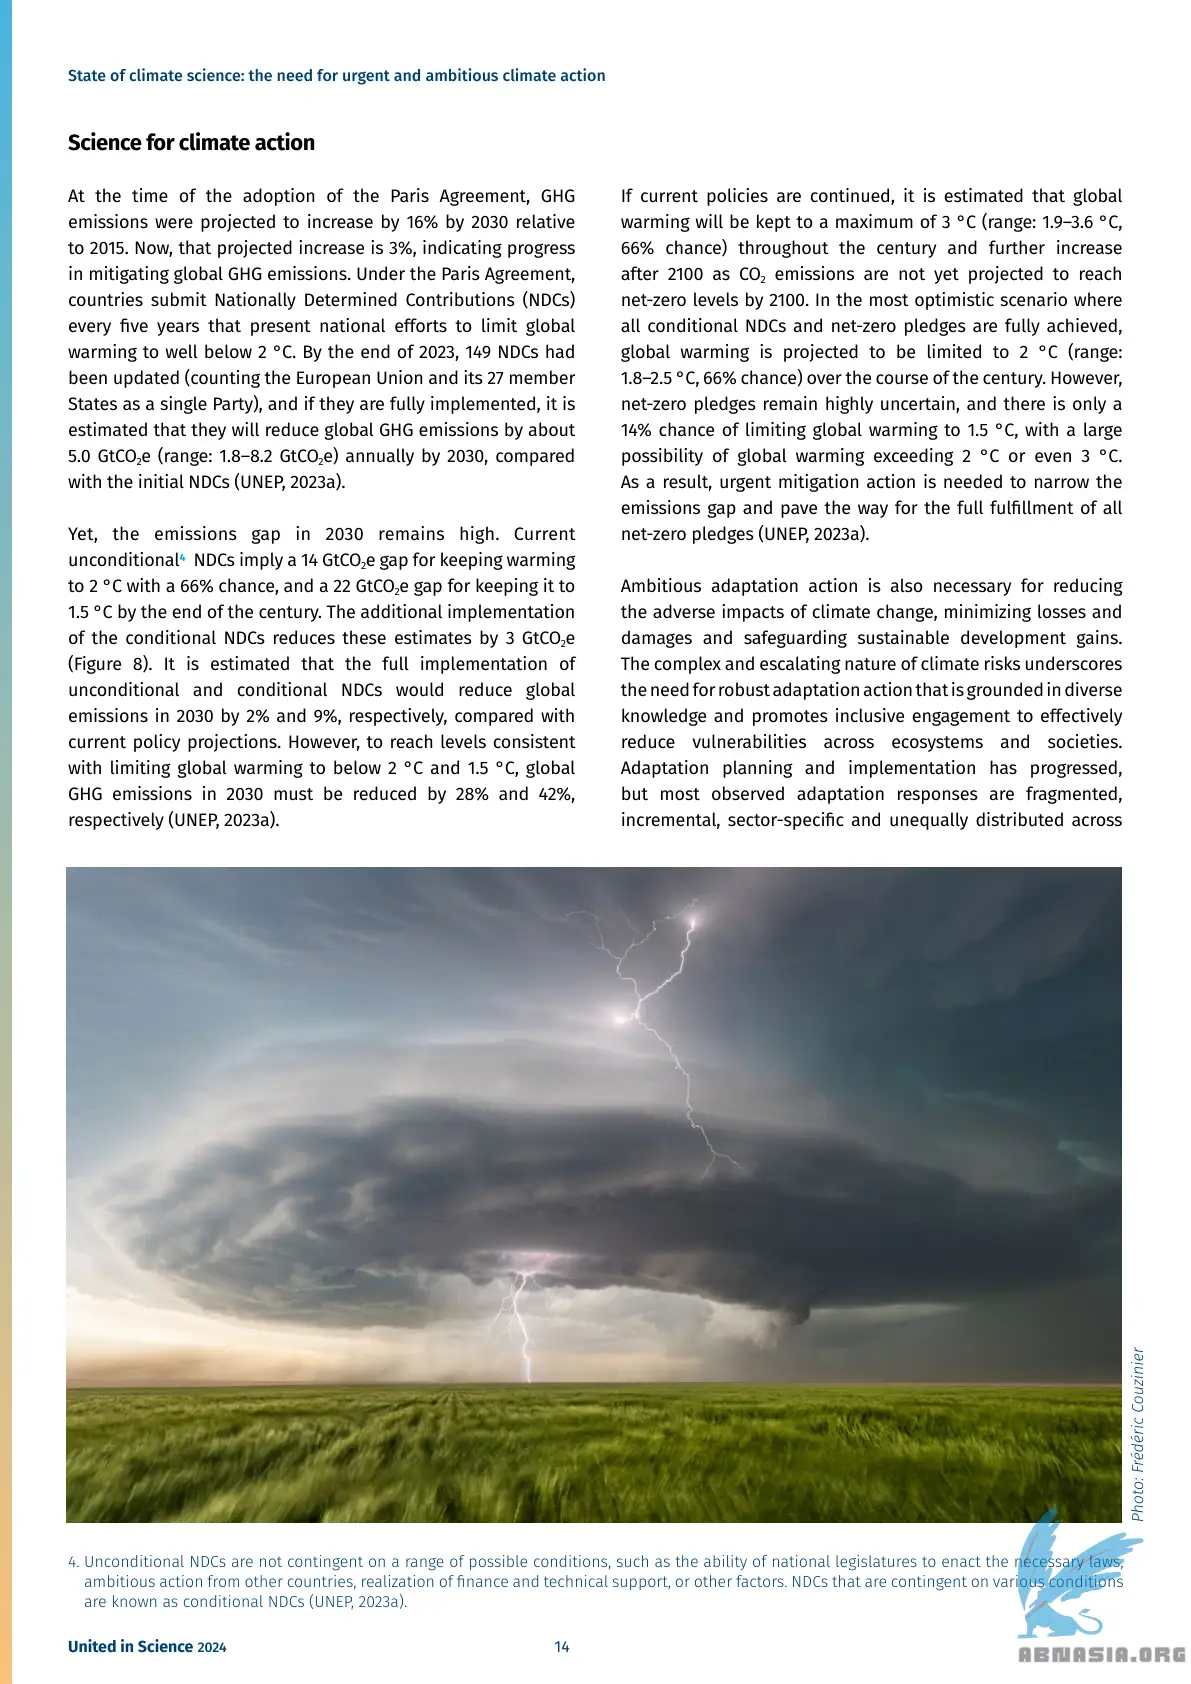 State of climate science: the need for urgent and ambitious climate action
Science for climate action
At the time of the adoption of the Paris Agreement, GHG
emissions were projected to increase by 16% by 2030 relative
to 2015. Now, that projected increase is 3%, indicating progress
in mitigating global GHG emissions. Under the Paris Agreement,
countries submit Nationally Determined Contributions (NDCs)
every five years that present national efforts to limit global
warming to well below 2 °C. By the end of 2023, 149 NDCs had
been updated (counting the European Union and its 27 member
States as a single Party), and if they are fully implemented, it is
estimated that they will reduce global GHG emissions by about
5.0 GtCO₂e (range: 1.8–8.2 GtCO₂e) annually by 2030, compared
with the initial NDCs (UNEP, 2023a).
Yet, the emissions gap in 2030 remains high. Current
unconditional⁴ NDCs imply a 14 GtCO₂e gap for keeping warming
to 2 °C with a 66% chance, and a 22 GtCO₂e gap for keeping it to
1.5 °C by the end of the century. The additional implementation
of the conditional NDCs reduces these estimates by 3 GtCO₂e
(Figure 8). It is estimated that the full implementation of
unconditional and conditional NDCs would reduce global
emissions in 2030 by 2% and 9%, respectively, compared with
current policy projections. However, to reach levels consistent
with limiting global warming to below 2 °C and 1.5 °C, global
GHG emissions in 2030 must be reduced by 28% and 42%,
respectively (UNEP, 2023a).
If current policies are continued, it is estimated that global
warming will be kept to a maximum of 3 °C (range: 1.9–3.6 °C,
66% chance) throughout the century and further increase
after 2100 as CO₂ emissions are not yet projected to reach
net-zero levels by 2100. In the most optimistic scenario where
all conditional NDCs and net-zero pledges are fully achieved,
global warming is projected to be limited to 2 °C (range:
1.8–2.5 °C, 66% chance) over the course of the century. However,
net-zero pledges remain highly uncertain, and there is only a
14% chance of limiting global warming to 1.5 °C, with a large
possibility of global warming exceeding 2 °C or even 3 °C.
As a result, urgent mitigation action is needed to narrow the
emissions gap and pave the way for the full fulfillment of all
net-zero pledges (UNEP, 2023a).
Ambitious adaptation action is also necessary for reducing
the adverse impacts of climate change, minimizing losses and
damages and safeguarding sustainable development gains.
The complex and escalating nature of climate risks underscores
the need for robust adaptation action that is grounded in diverse
knowledge and promotes inclusive engagement to effectively
reduce vulnerabilities across ecosystems and societies.
Adaptation planning and implementation has progressed,
but most observed adaptation responses are fragmented,
incremental, sector-specific and unequally distributed across
Photo: Frédéric Couzinier
4. Unconditional NDCs are not contingent on a range of possible conditions, such as the ability of national legislatures to enact the necessary laws,
ambitious action from other countries, realization of finance and technical support, or other factors. NDCs that are contingent on various conditions
are known as conditional NDCs (UNEP, 2023a).
United in Science 2024
14
ABNASIA.ORG